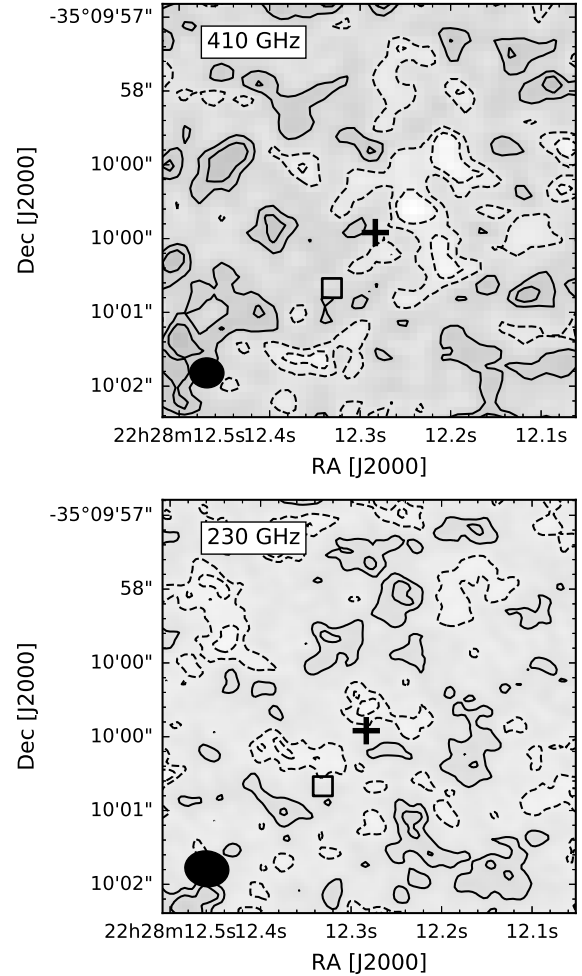 -35°09'57"
410 GHz
58"
10'00"
Dec [J2000]
10'00"
10'01"
10'02"
22h28m12.5s12.4s 12.3s 12.2s 12.1s
RA [J2000]
-35°09'57"
230 GHz
58"
10'00"
Dec [J2000]
10'00"
10'01"
10'02"
22h28m12.5s12.4s 12.3s 12.2s 12.1s
RA [J2000]